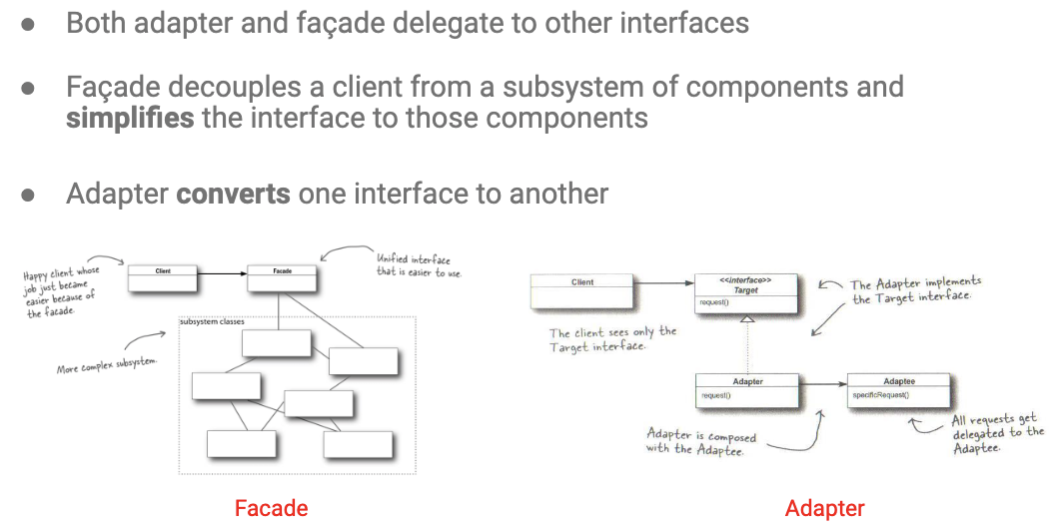 ● Both adapter and façade delegate to other interfaces
● Façade decouples a client from a subsystem of components and
simplifies the interface to those components
● Adapter converts one interface to another
Happy client whose
job just became
easier because of
the facade.
Client
Facade
Unified interface
that is easier to use.
More complex subsystem.
subsystem classes
Facade
Client
The client sees only the
Target interface.
<<interface>>
Target
request()
The Adapter implements
the Target interface.
Adapter
request()
Adaptee
specificRequest()
Adapter is composed
with the Adaptee.
All requests get
delegated to the
Adaptee.
Adapter